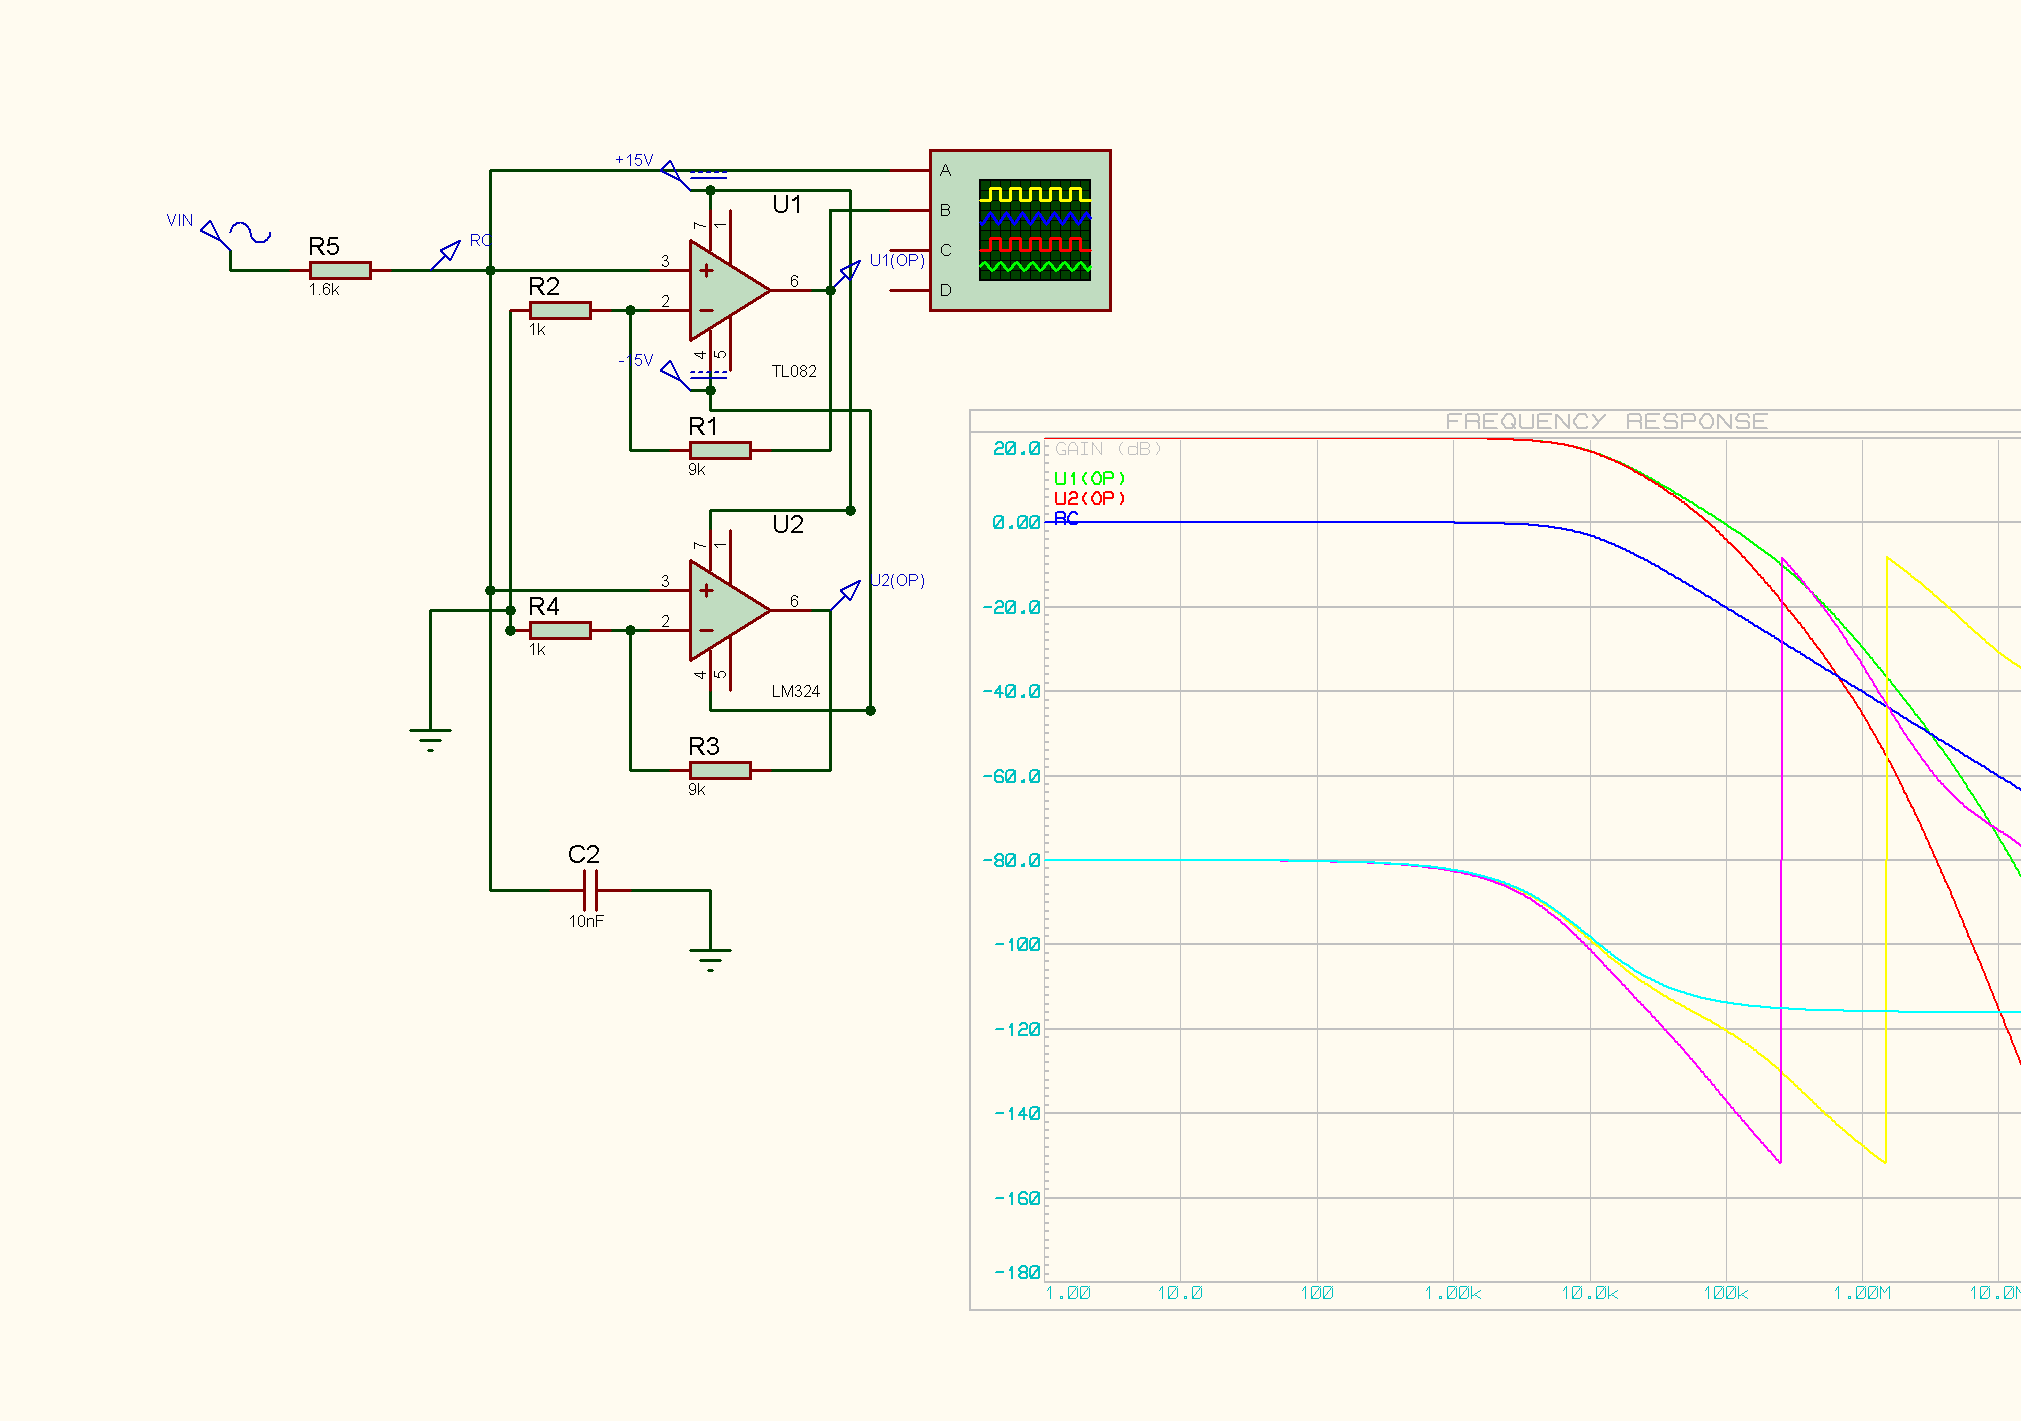 VIN
R5
1.6k
RC
+15V
U1
7
1
3
2
6
4
5
U1(OP)
TL082
-15V
R2
1k
R1
9k
A
B
C
D
U2
7
1
3
2
6
4
5
U2(OP)
LM324
R4
1k
R3
9k
C2
10nF
FREQUENCY RESPONSE
GAIN (dB)
U1(OP)
U2(OP)
RC
20.0
0.00
-20.0
-40.0
-60.0
-80.0
-100
-120
-140
-160
-180
1.00
10.0
100
1.00k
10.0k
100k
1.00M
10.0M